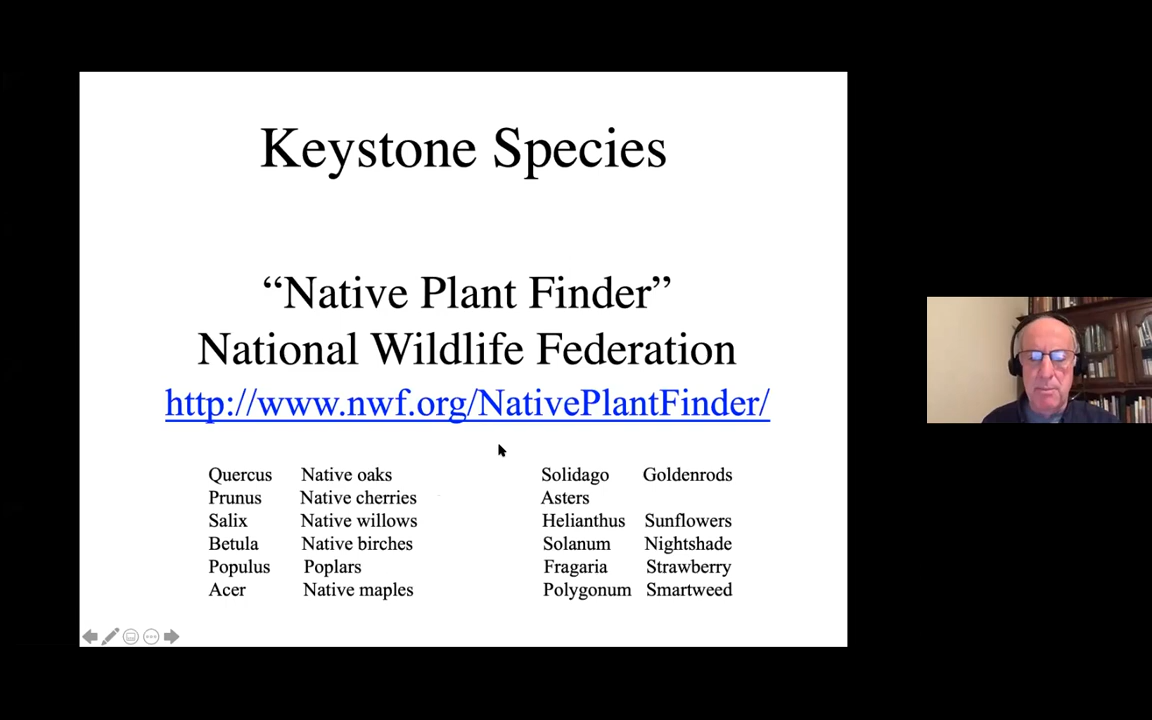 Keystone Species
“Native Plant Finder”
National Wildlife Federation
http://www.nwf.org/NativePlantFinder/
Quercus Native oaks
Prunus Native cherries
Salix Native willows
Betula Native birches
Populus Poplars
Acer Native maples
Solidago Goldenrods
Asters
Helianthus Sunflowers
Solanum Nightshade
Fragaria Strawberry
Polygonum Smartweed